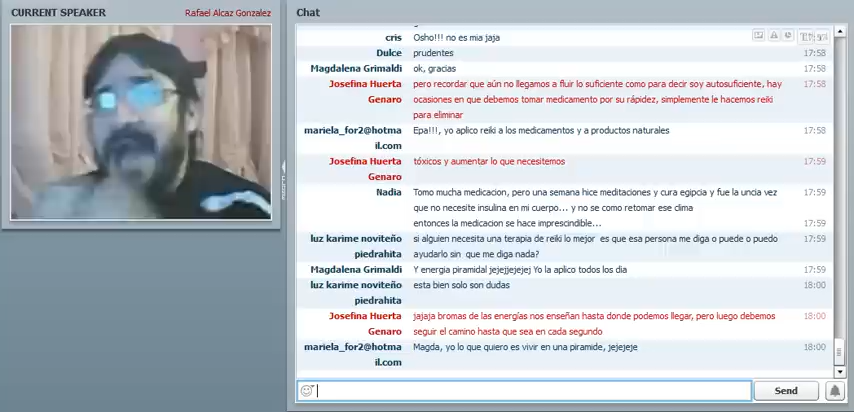 CURRENT SPEAKER
Rafael Alcaz Gonzalez
Chat
cris Osho!!! no es mia jaja
Dulce prudentes 17:58
Magdalena Grimaldi ok, gracias 17:58
Josefina Huerta pero recordar que aún no llegamos a fluir lo suficiente como para decir soy autosuficiente, hay 17:58
Genaro ocasiones en que debemos tomar medicamento por su rápidez, simplemente le hacemos reiki
para eliminar
mariela_for2@hotma Epa!!!, yo aplico reiki a los medicamentos y a productos naturales 17:58
il.com
Josefina Huerta tóxicos y aumentar lo que necesitemos 17:59
Genaro
Nadia Tomo mucha medicacion, pero una semana hice meditaciones y cura egipcia y fue la uncia vez 17:59
que no necesite insulina en mi cuerpo... y no se como retomar ese clima
entonces la medicacion se hace imprescindible...
luz karime noviteño si alguien necesita una terapia de reiki lo mejor es que esa persona me diga o puede o puedo 17:59
piedrahita ayudarlo sin que me diga nada?
Magdalena Grimaldi Y energia piramidal jejejjejejej Yo la aplico todos los dia 17:59
luz karime noviteño esta bien solo son dudas 18:00
piedrahita
Josefina Huerta jajaja bromas de las energías nos enseñan hasta donde podemos llegar, pero luego debemos 18:00
Genaro seguir el camino hasta que sea en cada segundo
mariela_for2@hotma Magda, yo lo que quiero es vivir en una piramide, jejejeje 18:00
il.com
Send